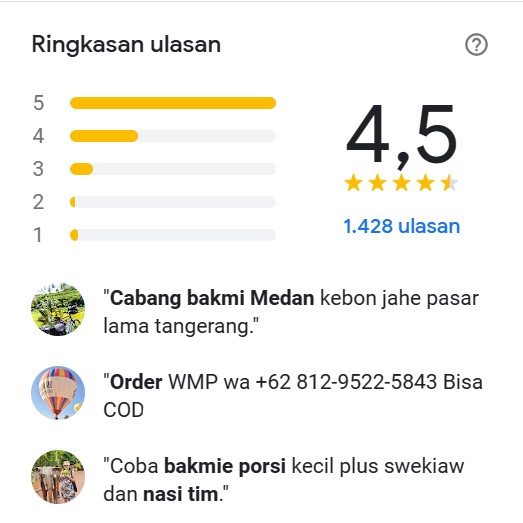 Ringkasan ulasan
5
4
3
2
1
4,5
1.428 ulasan
"Cabang bakmi Medan kebon jahe pasar
lama tangerang."
"Order WMP wa +62 812-9522-5843 Bisa
COD
"Coba bakmie porsi kecil plus swekiaw
dan nasi tim."